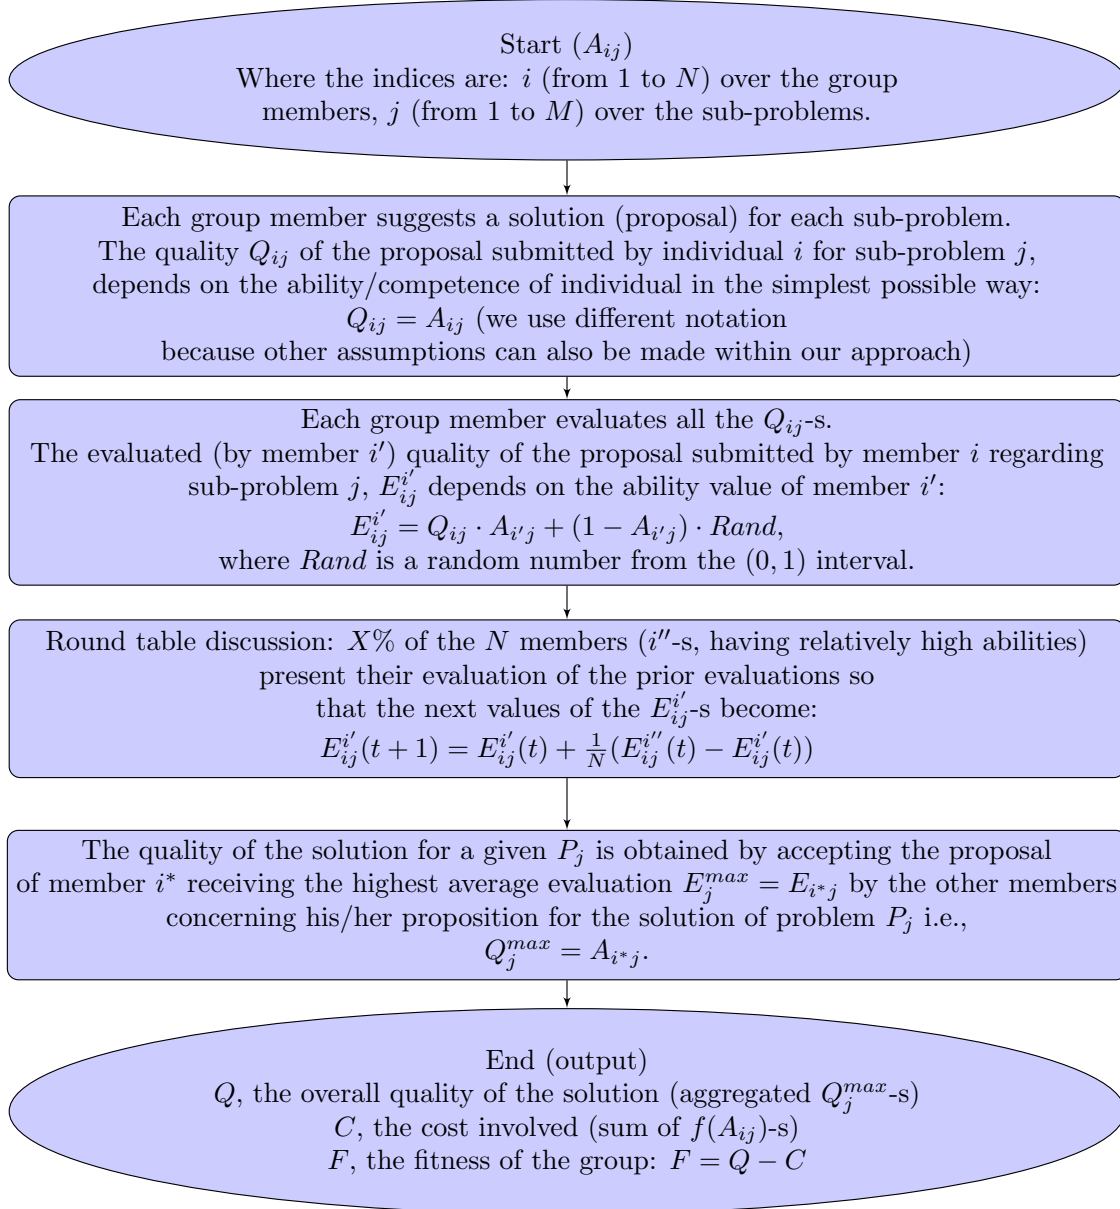 Start (A_{ij})
Where the indices are: i (from 1 to N) over the group
members, j (from 1 to M) over the sub-problems.
Each group member suggests a solution (proposal) for each sub-problem.
The quality Q_{ij} of the proposal submitted by individual i for sub-problem j,
depends on the ability/competence of individual in the simplest possible way:
Q_{ij} = A_{ij} (we use different notation
because other assumptions can also be made within our approach)
Each group member evaluates all the Q_{ij}-s.
The evaluated (by member i') quality of the proposal submitted by member i regarding
sub-problem j, E_{ij}^{i'} depends on the ability value of member i':
E_{ij}^{i'} = Q_{ij} · A_{i'j} + (1 − A_{i'j}) · Rand,
where Rand is a random number from the (0, 1) interval.
Round table discussion: X% of the N members (i''-s, having relatively high abilities)
present their evaluation of the prior evaluations so
that the next values of the E_{ij}^{i'}-s become:
E_{ij}^{i'}(t + 1) = E_{ij}^{i'}(t) + \frac{1}{N}(E_{ij}^{i''}(t) − E_{ij}^{i'}(t))
The quality of the solution for a given P_j is obtained by accepting the proposal
of member i* receiving the highest average evaluation E_j^{max} = E_{i*j} by the other members
concerning his/her proposition for the solution of problem P_j i.e.,
Q_j^{max} = A_{i*j}.
End (output)
Q, the overall quality of the solution (aggregated Q_j^{max}-s)
C, the cost involved (sum of f(A_{ij})-s)
F, the fitness of the group: F = Q − C